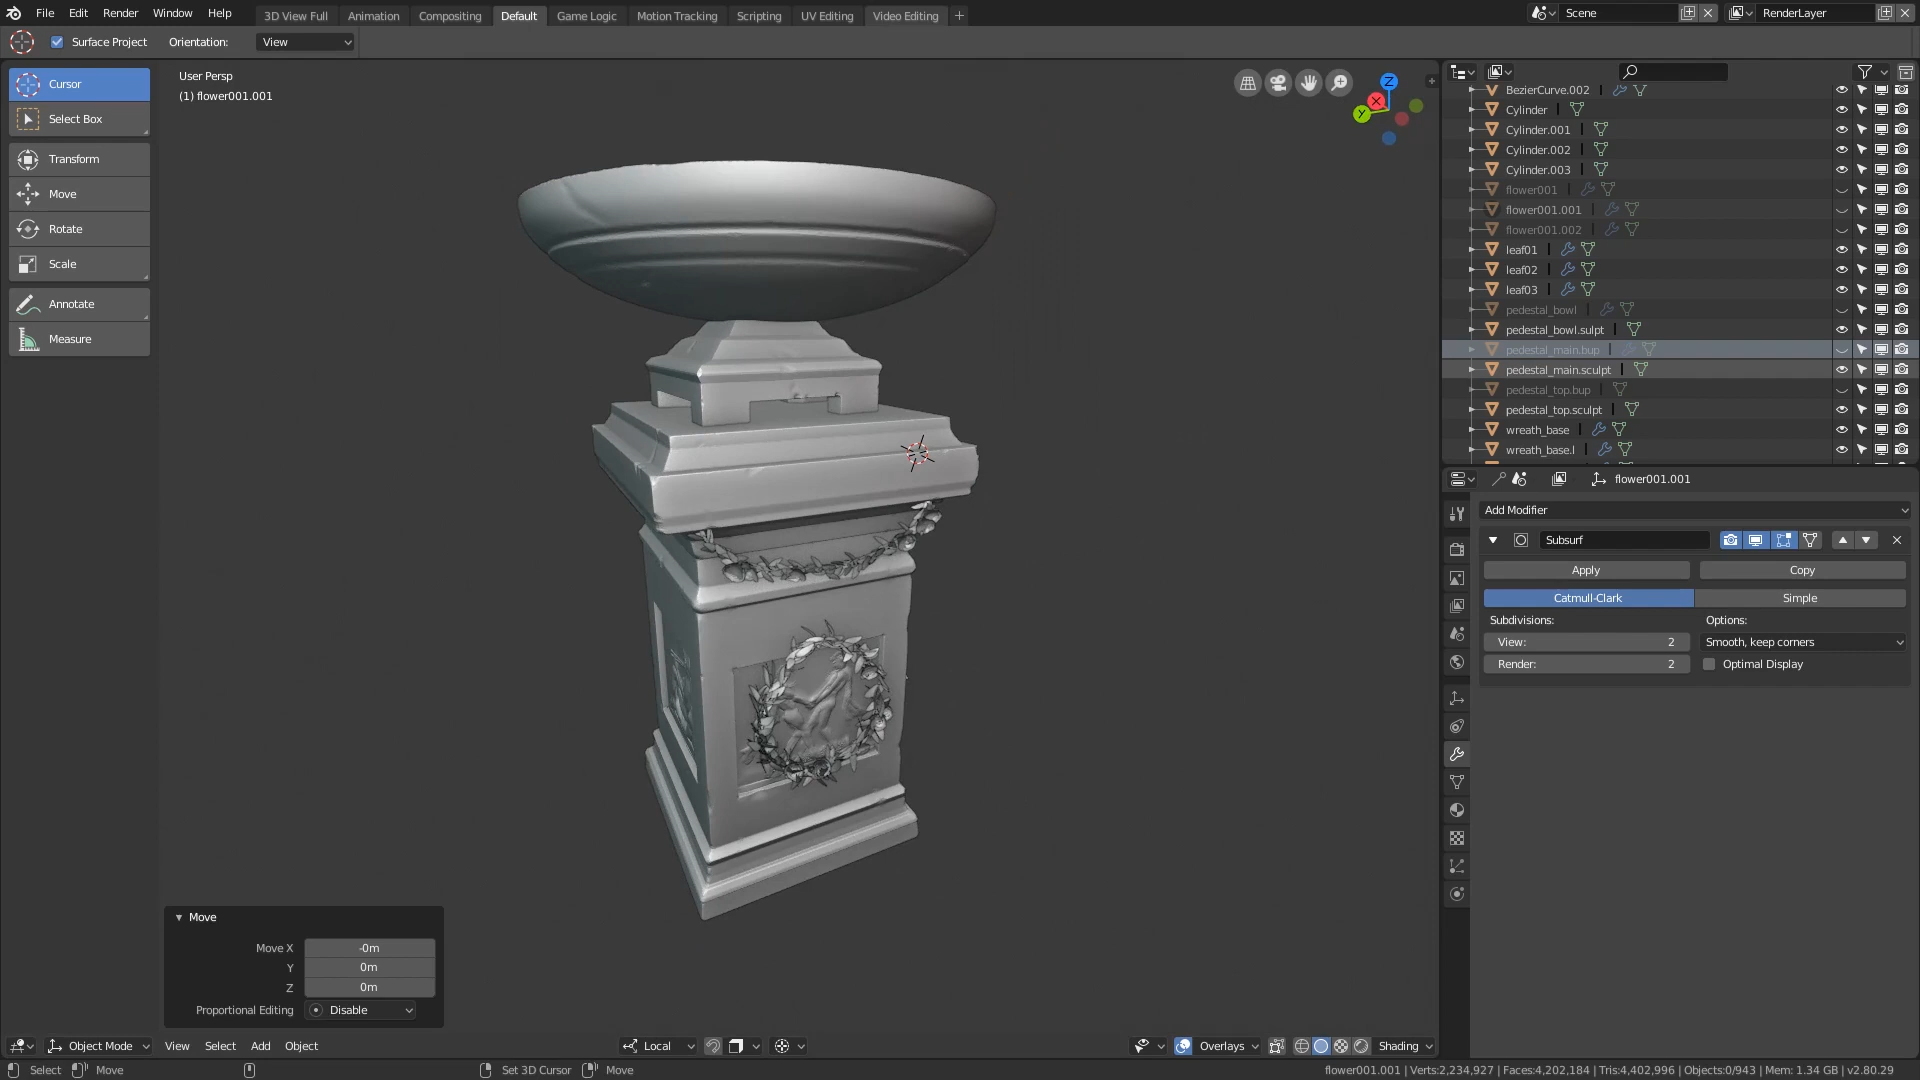 File Edit Render Window Help 3D View Full Animation Compositing Default Game Logic Motion Tracking Scripting UV Editing Video Editing + Scene RenderLayer
Surface Project Orientation: View
Cursor
Select Box
Transform
Move
Rotate
Scale
Annotate
Measure
User Persp
(1) flower001.001
Z
X
Y
BezierCurve.002
Cylinder
Cylinder.001
Cylinder.002
Cylinder.003
flower001
flower001.001
flower001.002
leaf01
leaf02
leaf03
pedestal_bowl
pedestal_bowl.sulpt
pedestal_main.bup
pedestal_main.sculpt
pedestal_top.bup
pedestal_top.sculpt
wreath_base
wreath_base.l
flower001.001
Add Modifier
Subsurf
Apply Copy
Catmull-Clark Simple
Subdivisions: Options:
View: 2 Smooth, keep corners
Render: 2 Optimal Display
Move
Move X -0m
Y 0m
Z 0m
Proportional Editing Disable
Object Mode View Select Add Object Local Overlays Shading
Select Move Set 3D Cursor Move flower001.001 | Verts:2,234,927 | Faces:4,202,184 | Tris:4,402,996 | Objects:0/943 | Mem: 1.34 GB | v2.80.29